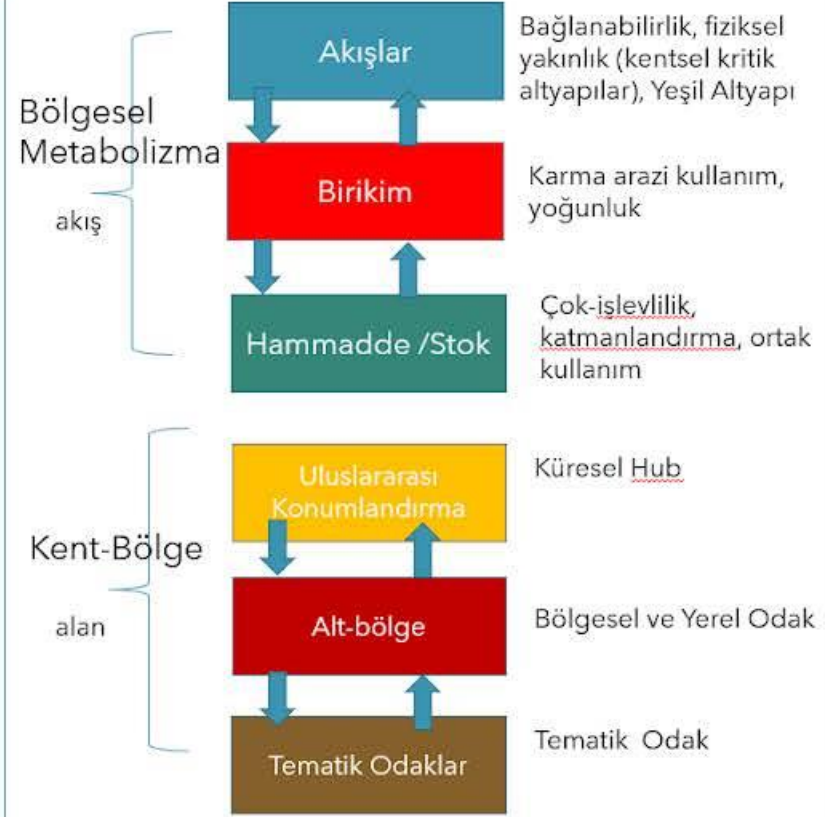 Akışlar
Bağlanabilirlik, fiziksel
yakınlık (kentsel kritik
altyapılar), Yeşil Altyapı
Bölgesel
Metabolizma
akış
Birikim
Karma arazi kullanım,
yoğunluk
Hammadde /Stok
Çok-işlevlilik,
katmanlandırma, ortak
kullanım
Uluslararası
Konumlandırma
Küresel Hub
Kent-Bölge
alan
Alt-bölge
Bölgesel ve Yerel Odak
Tematik Odaklar
Tematik Odak